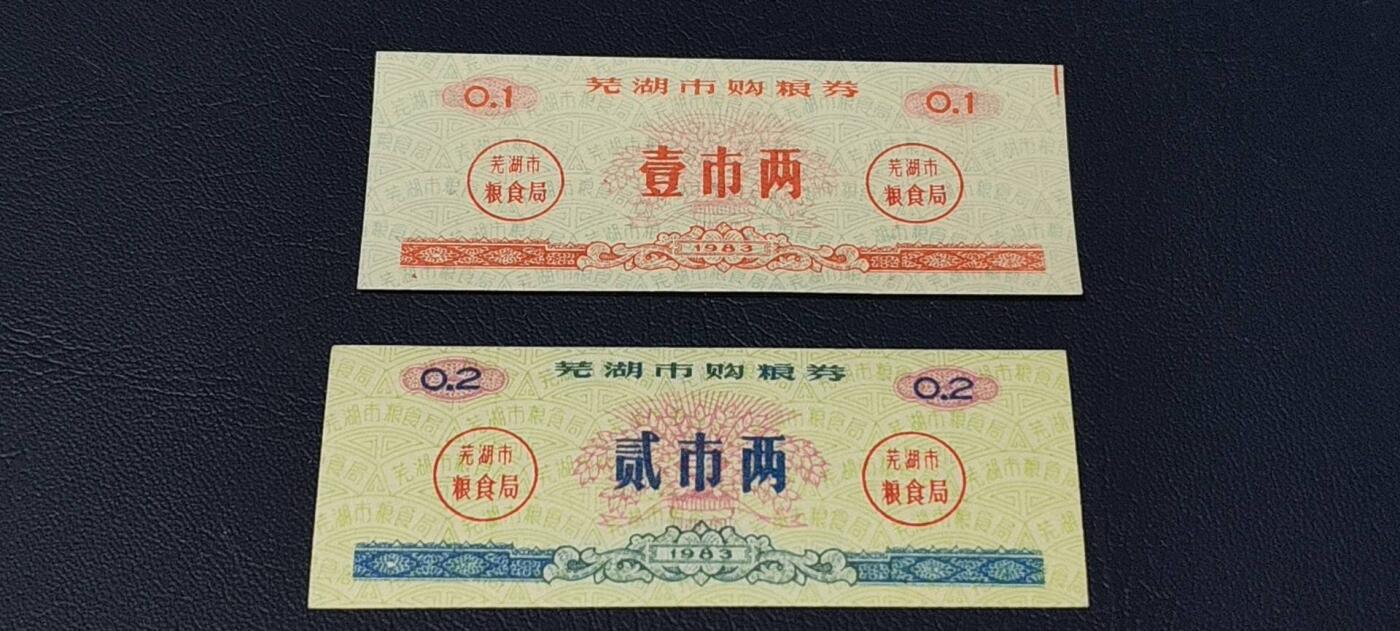 芜湖市购粮券
0.1 0.1
壹市两
芜湖市 芜湖市
粮食局 粮食局
1983
芜湖市购粮券
0.2 0.2
贰市两
芜湖市 芜湖市
粮食局 粮食局
1983